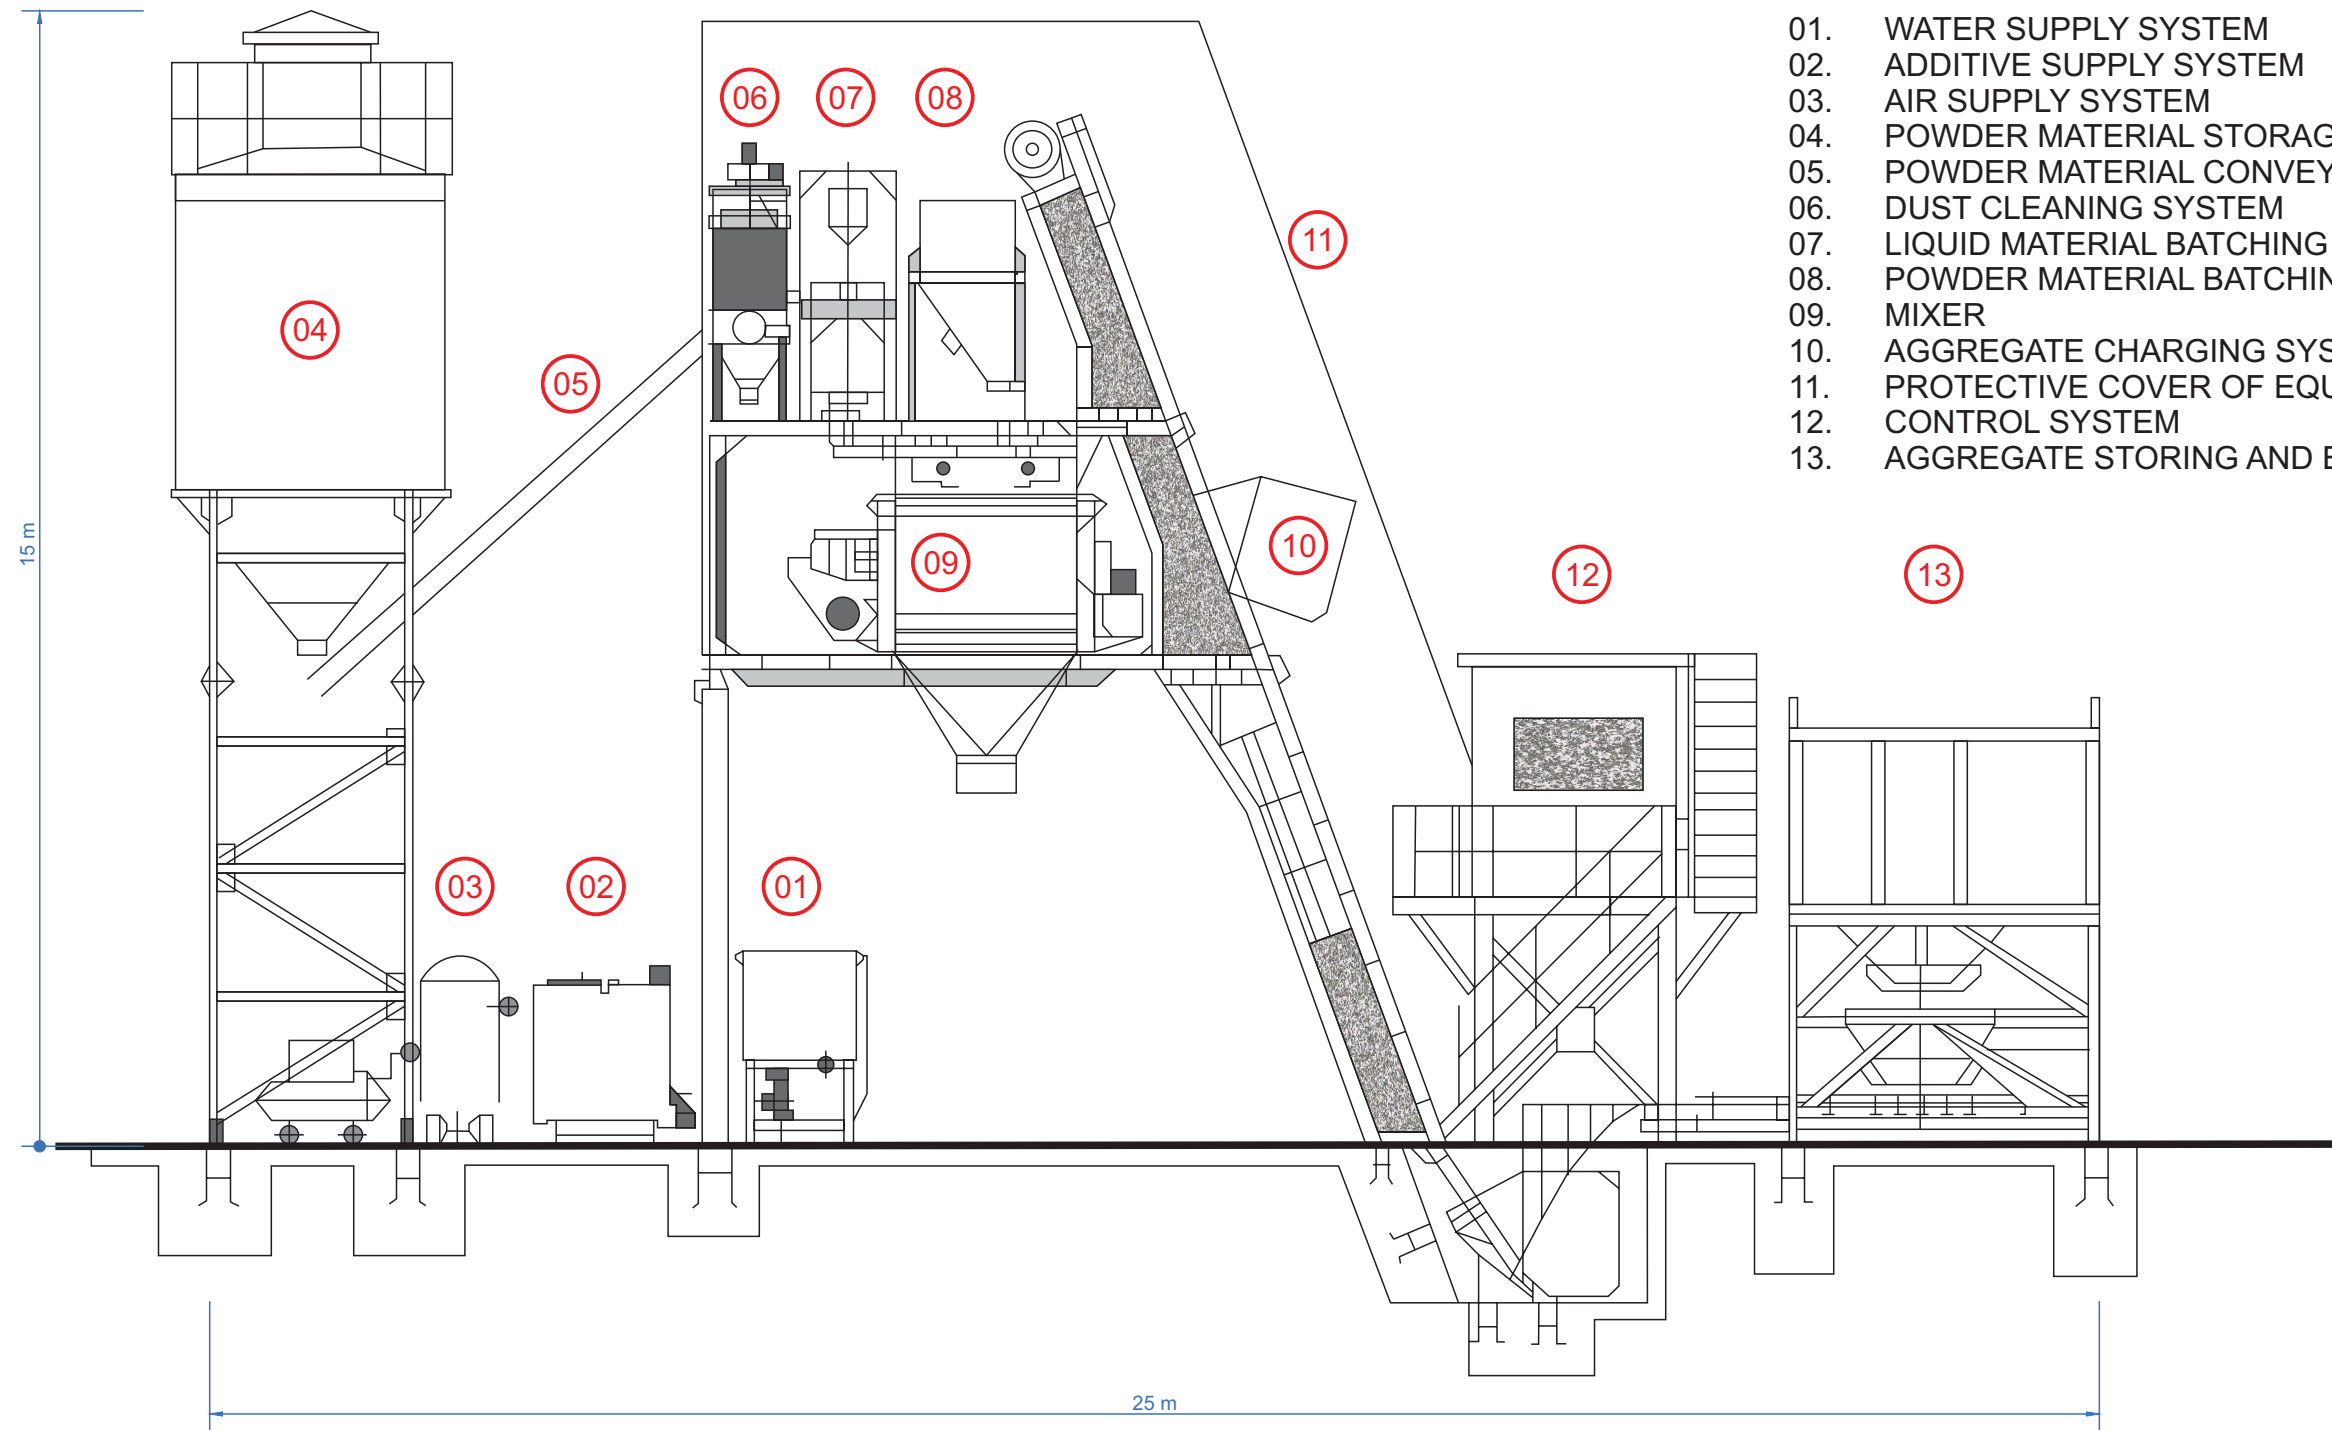 01. WATER SUPPLY SYSTEM
02. ADDITIVE SUPPLY SYSTEM
03. AIR SUPPLY SYSTEM
04. POWDER MATERIAL STORAG
05. POWDER MATERIAL CONVEY
06. DUST CLEANING SYSTEM
07. LIQUID MATERIAL BATCHING
08. POWDER MATERIAL BATCHIN
09. MIXER
10. AGGREGATE CHARGING SYS
11. PROTECTIVE COVER OF EQU
12. CONTROL SYSTEM
13. AGGREGATE STORING AND
06 07 08
11
04
05
15 m
09
10
12
13
03
02
01
25 m